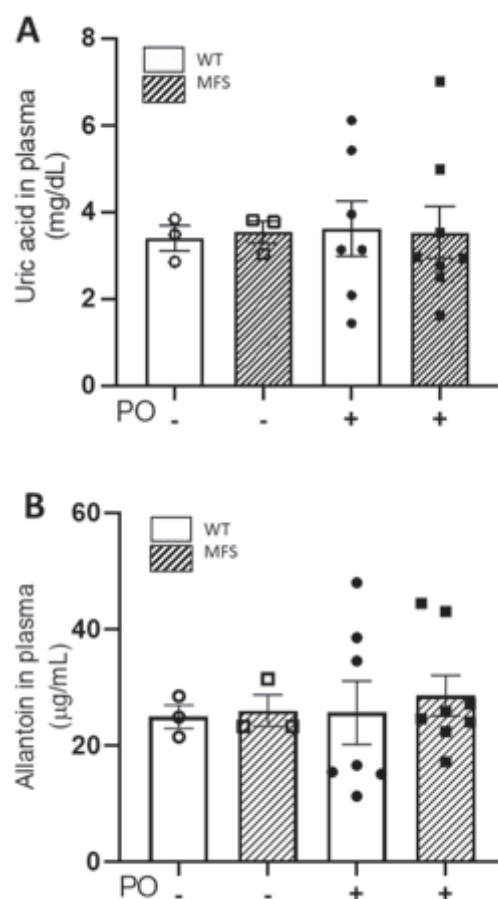 A
WT
MFS
Uric acid in plasma
(mg/dL)
8
6
4
2
0
PO - - + +
B
WT
MFS
Allantoin in plasma
(µg/mL)
60
40
20
0
PO - - + +